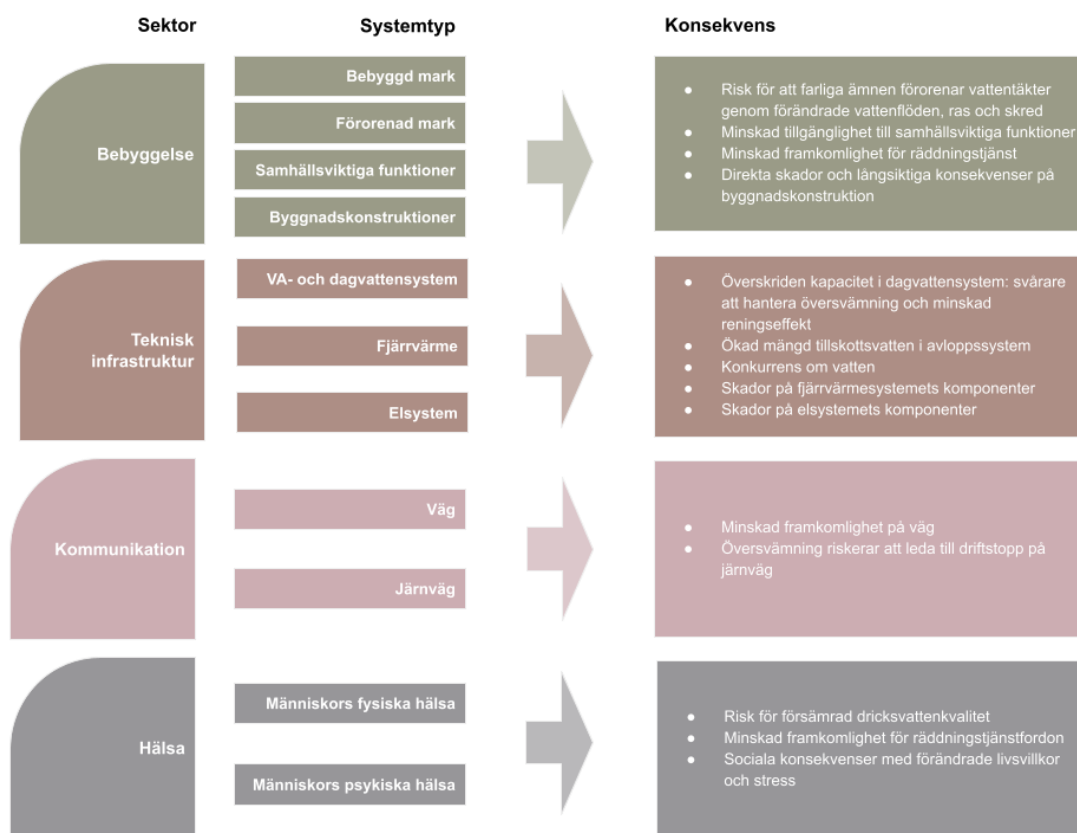 Sektor
Systemtyp
Konsekvens
Bebyggelse
Bebyggd mark
Förorenad mark
Samhällsviktiga funktioner
Byggnadskonstruktioner
● Risk för att farliga ämnen förorenar vattentäkter
genom förändrade vattenflöden, ras och skred
● Minskad tillgänglighet till samhällsviktiga funktioner
● Minskad framkomlighet för räddningstjänst
● Direkta skador och långsiktiga konsekvenser på
byggnadskonstruktion
Teknisk
infrastruktur
VA- och dagvattensystem
Fjärrvärme
Elsystem
● Överskriden kapacitet i dagvattensystem: svårare
att hantera översvämning och minskad
reningseffekt
● Ökad mängd tillskottsvatten i avloppssystem
● Konkurrens om vatten
● Skador på fjärrvärmesystemets komponenter
● Skador på elsystemets komponenter
Kommunikation
Väg
Järnväg
● Minskad framkomlighet på väg
● Översvämning riskerar att leda till driftstopp på
järnväg
Hälsa
Människors fysiska hälsa
Människors psykiska hälsa
● Risk för försämrad dricksvattenkvalitet
● Minskad framkomlighet för räddningstjänstfordon
● Sociala konsekvenser med förändrade livsvillkor
och stress